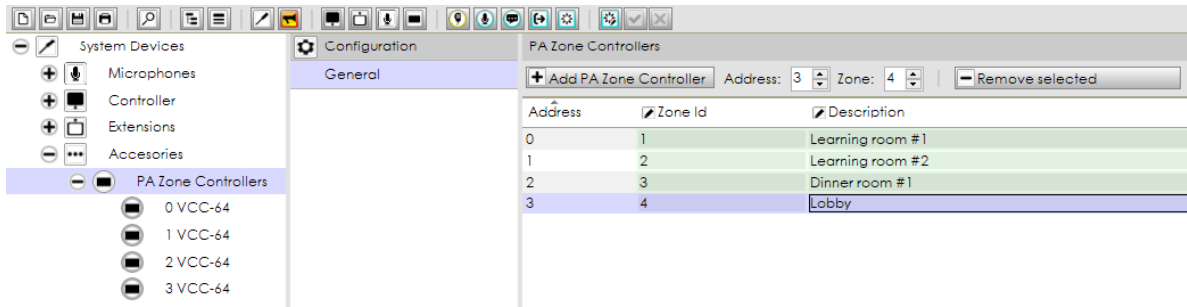 System Devices
Microphones
Controller
Extensions
Accesories
PA Zone Controllers
0 VCC-64
1 VCC-64
2 VCC-64
3 VCC-64
Configuration
General
PA Zone Controllers
Add PA Zone Controller Address: 3 Zone: 4 Remove selected
Address Zone Id Description
0 1 Learning room #1
1 2 Learning room #2
2 3 Dinner room #1
3 4 Lobby